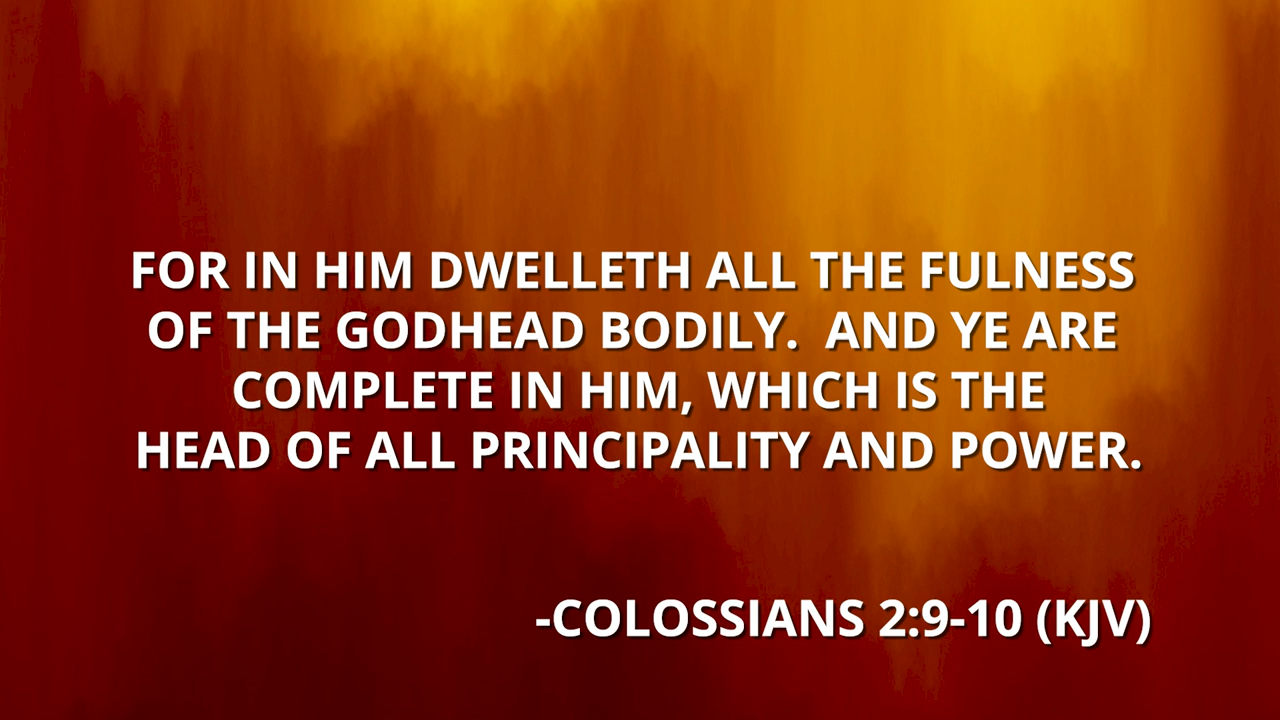 FOR IN HIM DWELLETH ALL THE FULNESS
OF THE GODHEAD BODILY.  AND YE ARE
COMPLETE IN HIM, WHICH IS THE
HEAD OF ALL PRINCIPALITY AND POWER.
-COLOSSIANS 2:9-10 (KJV)